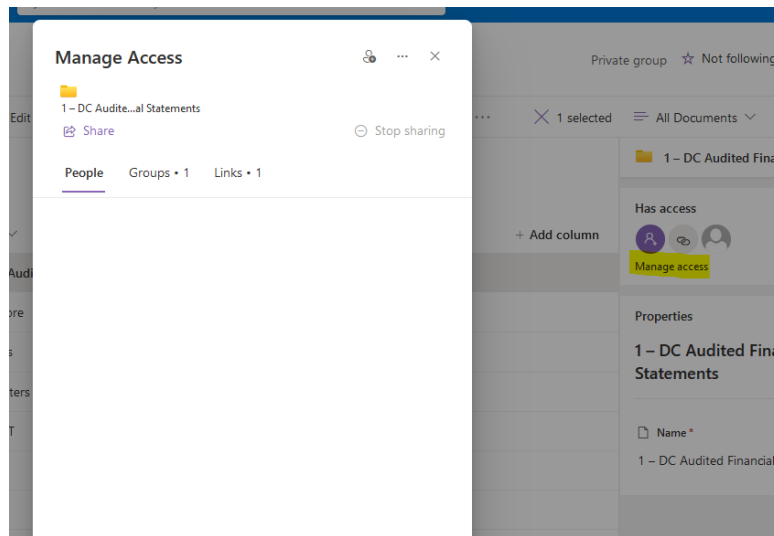 Manage Access
1 – DC Audite...al Statements
Share
Stop sharing
People
Groups • 1
Links • 1
Private group
Not following
Edit
1 selected
All Documents
1 – DC Audited Fina
Has access
Manage access
+ Add column
Audi
ore
s
ters
T
Properties
1 – DC Audited Fina
Statements
Name *
1 – DC Audited Financial